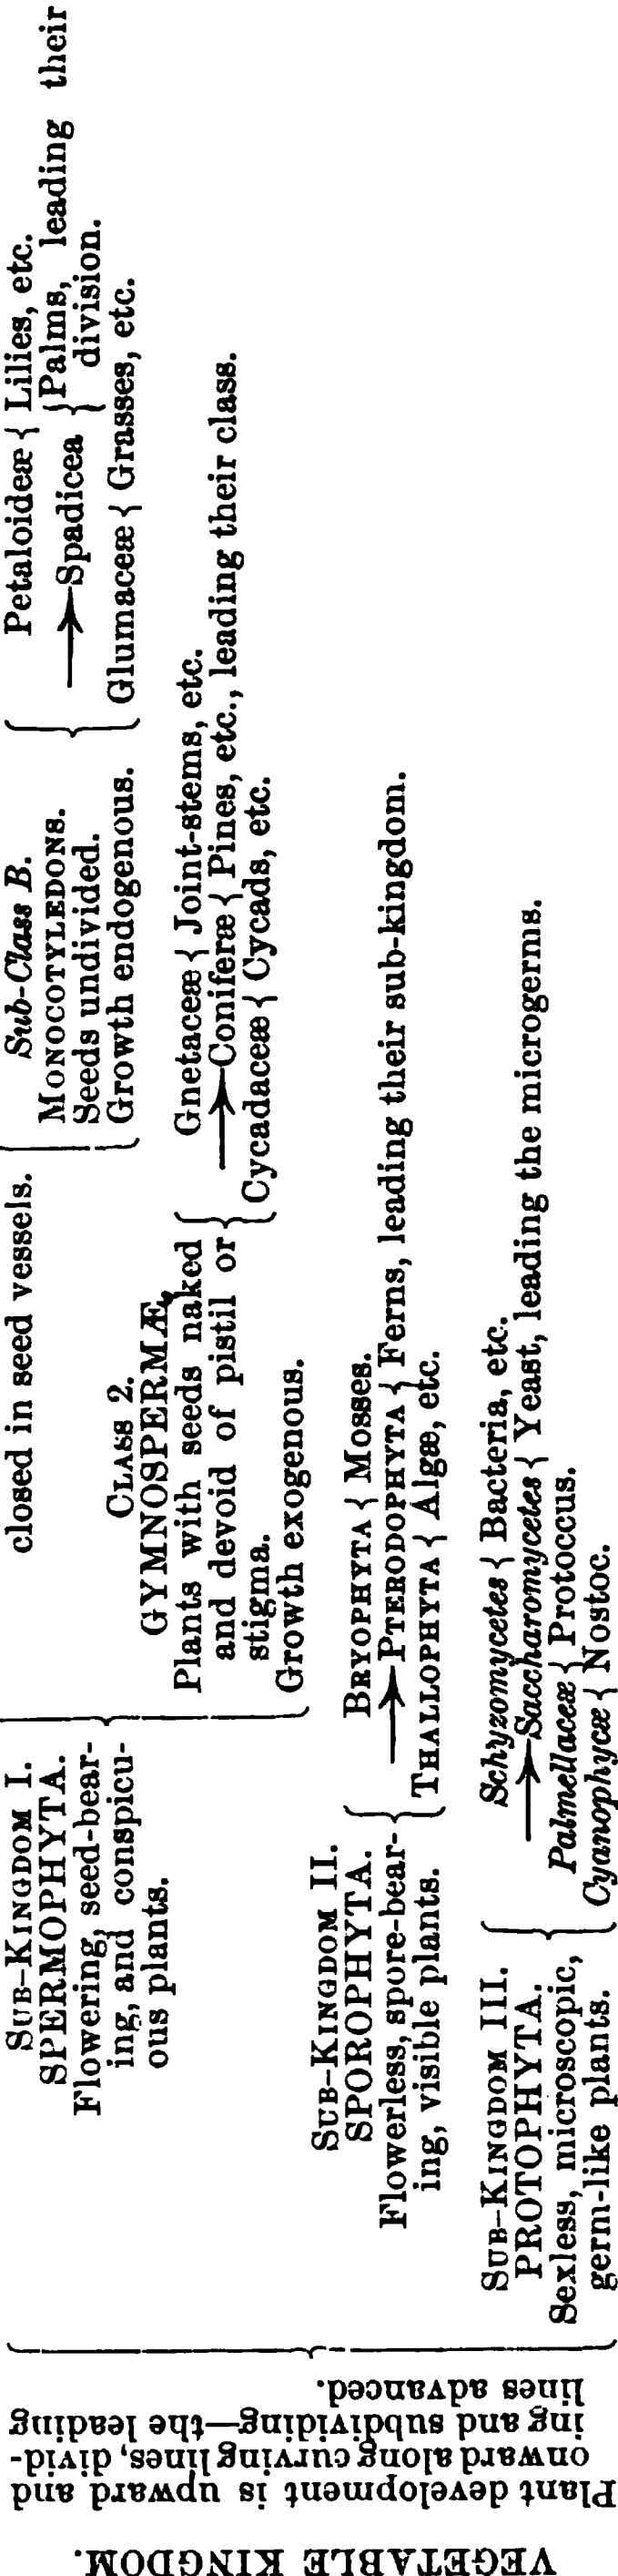 VEGETABLE KINGDOM.
Plant development is upward and
onward along curving lines, divid-
ing and subdividing—the leading
lines advanced.
SUB-KINGDOM I.
SPERMOPHYTA.
Flowering, seed-bear-
ing, and conspicu-
ous plants.
closed in seed vessels.
Sub-Class B.
MONOCOTYLEDONS.
Seeds undivided.
Growth endogenous.
Petaloideæ { Lilies, etc.
Spadicea { Palms, leading their
division.
Glumaceæ { Grasses, etc.
CLASS 2.
GYMNOSPERMÆ,
Plants with seeds naked
and devoid of pistil or
stigma.
Growth exogenous.
Gnetaceæ { Joint-stems, etc.
Coniferæ { Pines, etc., leading their class.
Cycadaceæ { Cycads, etc.
SUB-KINGDOM II.
SPOROPHYTA.
Flowerless, spore-bear-
ing, visible plants.
BRYOPHYTA { Mosses.
PTERODOPHYTA { Ferns, leading their sub-kingdom.
THALLOPHYTA { Algæ, etc.
SUB-KINGDOM III.
PROTOPHYTA.
Sexless, microscopic,
germ-like plants.
Schyzomycetes { Bacteria, etc.
Saccharomycetes { Yeast, leading the microgerms.
Palmellaceæ { Protoccus.
Cyanophycæ { Nostoc.